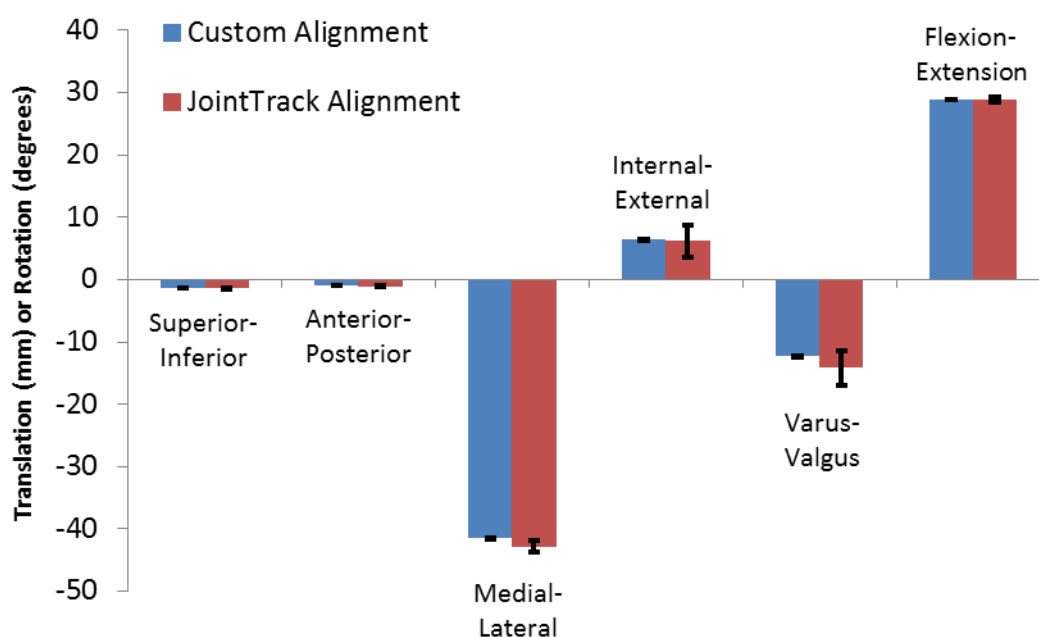 Translation (mm) or Rotation (degrees)
40
30
20
10
0
-10
-20
-30
-40
-50
Custom Alignment
JointTrack Alignment
Superior-
Inferior
Anterior-
Posterior
Medial-
Lateral
Internal-
External
Varus-
Valgus
Flexion-
Extension